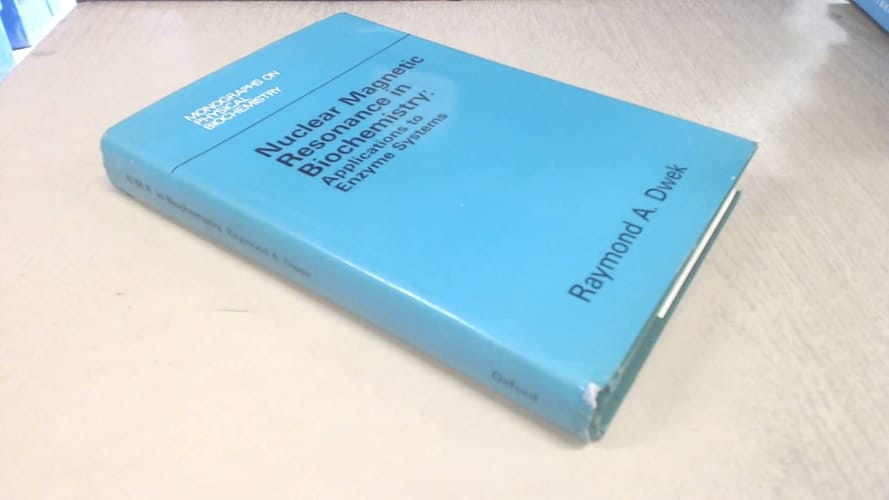 MONOGRAPHS ON
PHYSICAL
BIOCHEMISTRY
Nuclear Magnetic
Resonance in
Biochemistry:
Applications to
Enzyme Systems
Raymond A. Dwek
N.M.R. in Biochemistry Raymond A. Dwek
Oxford